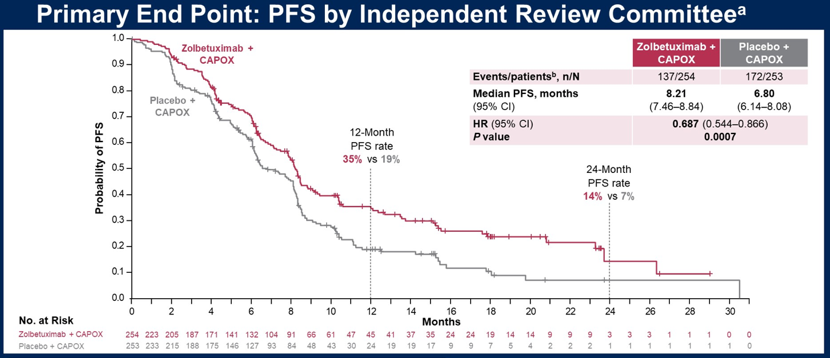 Primary End Point: PFS by Independent Review Committeeᵃ
Zolbetuximab + CAPOX
Placebo + CAPOX
Events/patientsᵇ, n/N 137/254 172/253
Median PFS, months 8.21 6.80
(95% CI) (7.46–8.84) (6.14–8.08)
HR (95% CI) 0.687 (0.544–0.866)
P value 0.0007
Probability of PFS
1.0
0.9
0.8
0.7
0.6
0.5
0.4
0.3
0.2
0.1
0.0
Zolbetuximab +
CAPOX
Placebo +
CAPOX
12-Month
PFS rate
35% vs 19%
24-Month
PFS rate
14% vs 7%
0 2 4 6 8 10 12 14 16 18 20 22 24 26 28 30
Months
No. at Risk
Zolbetuximab + CAPOX 254 223 205 187 171 141 132 104 91 66 61 47 45 41 37 35 24 24 19 14 14 9 9 9 3 3 3 1 1 1 0 0
Placebo + CAPOX 253 233 215 188 175 146 127 93 84 48 43 30 24 19 19 17 9 9 7 5 4 2 2 2 1 1 1 1 1 1 1 0